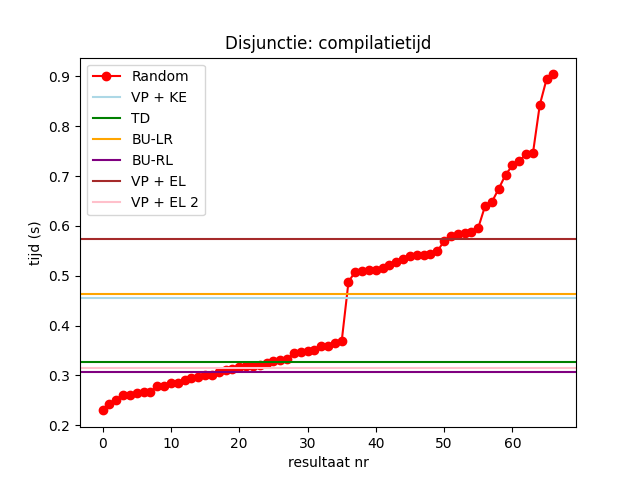 Disjunctie: compilatietijd
Random
VP + KE
TD
BU-LR
BU-RL
VP + EL
VP + EL 2
tijd (s)
0.9
0.8
0.7
0.6
0.5
0.4
0.3
0.2
0 10 20 30 40 50 60
resultaat nr